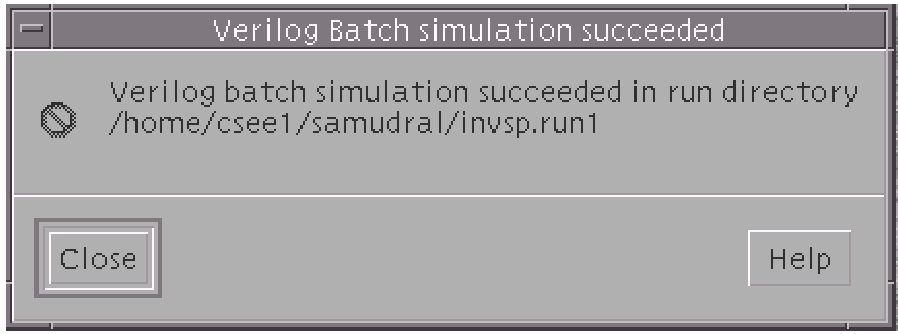 Verilog Batch simulation succeeded
Verilog batch simulation succeeded in run directory
/home/csee1/samudral/invsp.run1
Close
Help